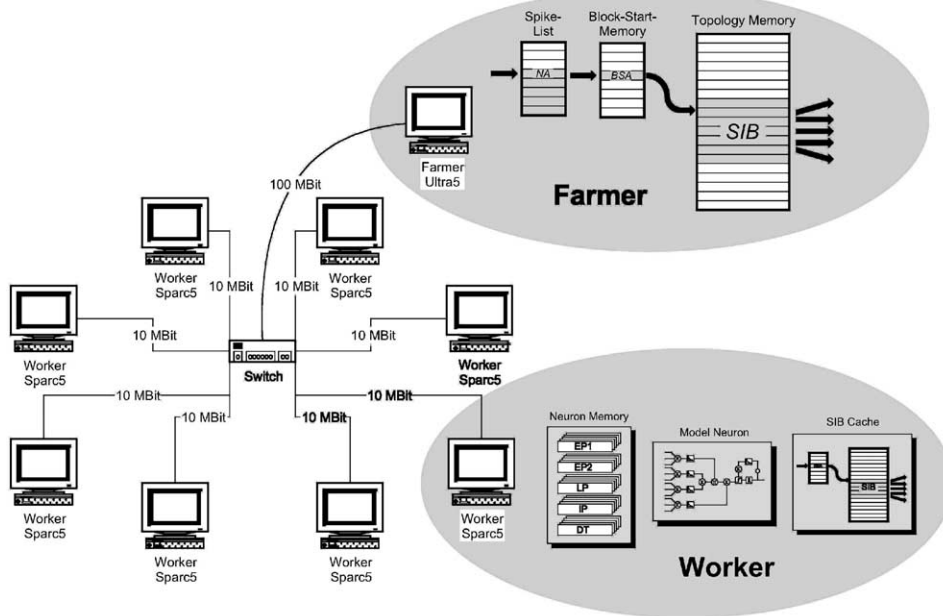 Spike-
List
Block-Start-
Memory
Topology Memory
NA
BSA
SIB
Farmer
Ultra5
Farmer
100 MBit
Worker
Sparc5
10 MBit
Worker
Sparc5
10 MBit
Worker
Sparc5
10 MBit
Worker
Sparc5
10 MBit
Switch
Worker
Sparc5
10 MBit
Worker
Sparc5
10 MBit
Worker
Sparc5
10 MBit
Worker
Sparc5
10 MBit
Neuron Memory
EP1
EP2
LP
IP
DT
Model Neuron
SIB Cache
SIB
Worker